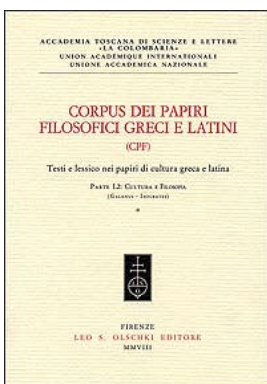 ACCADEMIA TOSCANA DI SCIENZE E LETTERE
«LA COLOMBARIA»
UNION ACADÉMIQUE INTERNATIONALE
UNIONE ACCADEMICA NAZIONALE
CORPUS DEI PAPIRI
FILOSOFICI GRECI E LATINI
(CPF)
Testi e lessico nei papiri di cultura greca e latina
PARTE I.2: CULTURA E FILOSOFIA
(GALENUS - ISOCRATES)
*
FIRENZE
LEO S. OLSCHKI EDITORE
MMVIII